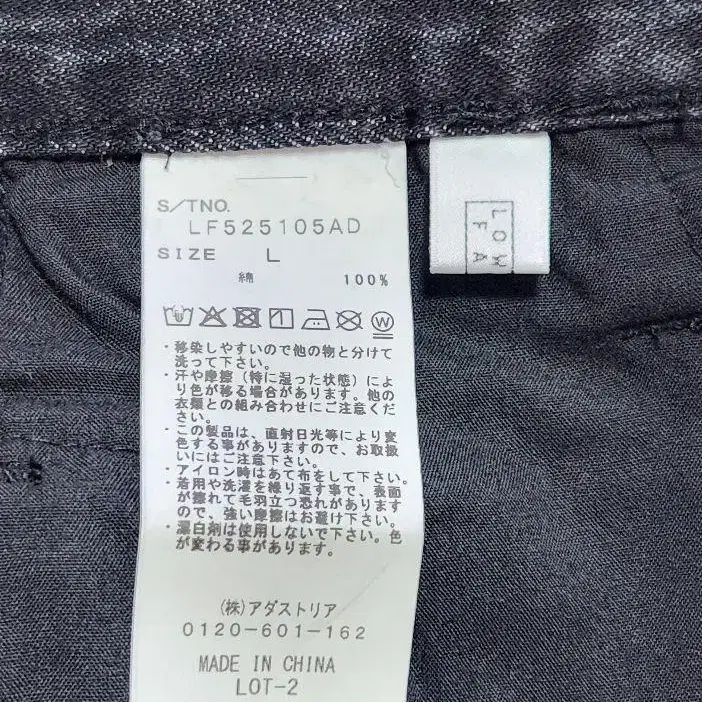 S/TNO.
LF525105AD
SIZE L
綿 100%
・移染しやすいので他の物と分けて
洗って下さい。
・汗や摩擦（特に湿った状態）によ
り色が移る場合があります。他の
衣類との組み合わせにご注意くだ
さい。
・この製品は、直射日光等により変
色する事がありますので、お取扱
いにはご注意下さい。
・アイロン時はあて布をして下さい。
・着用や洗濯を繰り返す事で、表面
が擦れて毛羽立つ恐れがあります
ので、強い摩擦はお避け下さい。
・漂白剤は使用しないで下さい。色
が変わる事があります。
(株)アダストリア
0120-601-162
MADE IN CHINA
LOT-2
LOW
FA